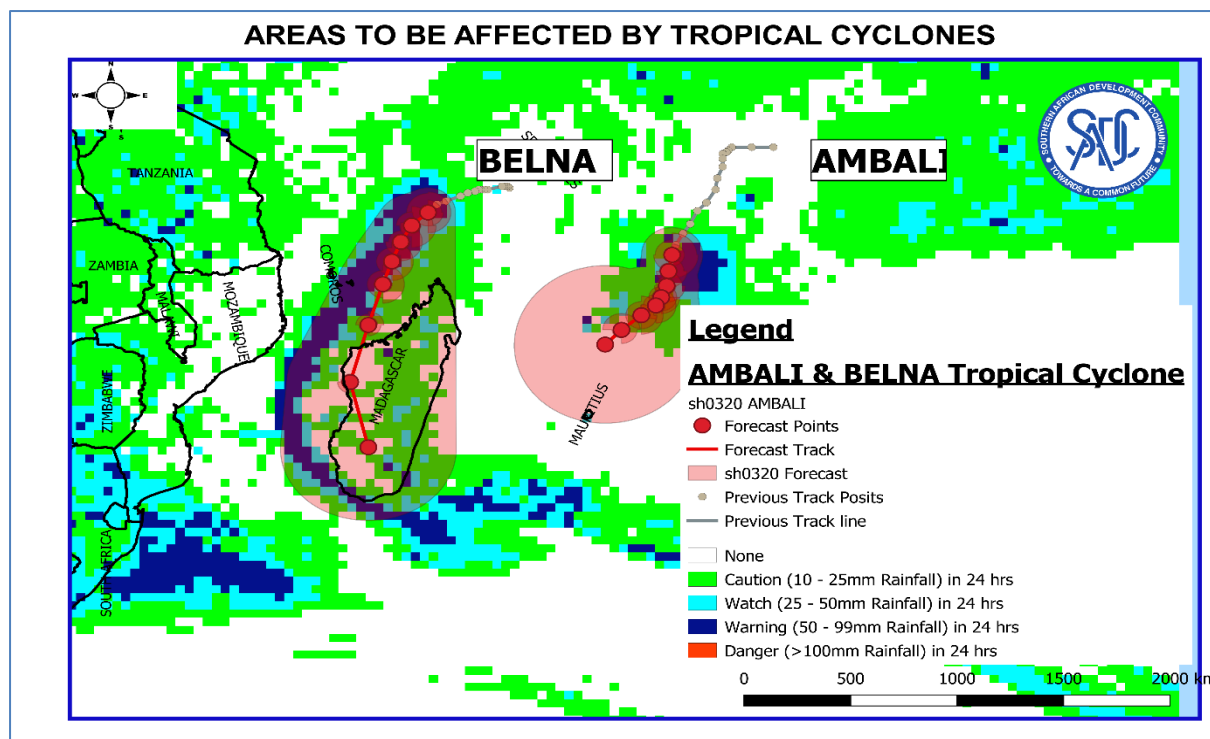 AREAS TO BE AFFECTED BY TROPICAL CYCLONES
N
W E
S
BELNA
AMBALI
SOUTHERN AFRICAN DEVELOPMENT COMMUNITY
SADC
TOWARDS A COMMON FUTURE
TANZANIA
ZAMBIA
MALAWI
MOZAMBIQUE
COMOROS
ZIMBABWE
MADAGASCAR
MAURITIUS
SOUTH AFRICA
Legend
AMBALI & BELNA Tropical Cyclone
sh0320 AMBALI
Forecast Points
Forecast Track
sh0320 Forecast
Previous Track Posits
Previous Track line
None
Caution (10 - 25mm Rainfall) in 24 hrs
Watch (25 - 50mm Rainfall) in 24 hrs
Warning (50 - 99mm Rainfall) in 24 hrs
Danger (>100mm Rainfall) in 24 hrs
0 500 1000 1500 2000 km